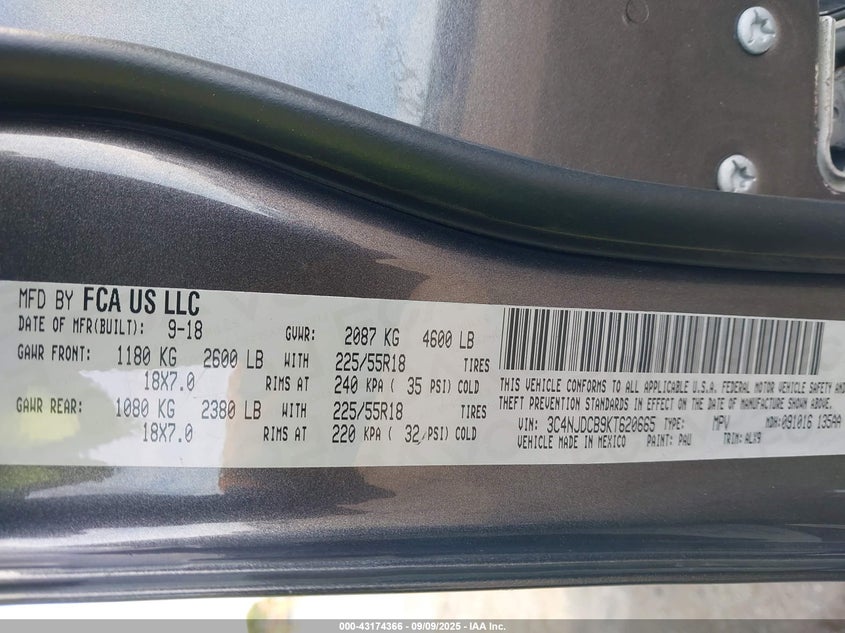 MFD BY FCA US LLC
DATE OF MFR(BUILT): 9-18 GVWR: 2087 KG 4600 LB
GAWR FRONT: 1180 KG 2600 LB WITH 225/55R18 TIRES
18X7.0 RIMS AT 240 KPA ( 35 PSI) COLD
GAWR REAR: 1080 KG 2380 LB WITH 225/55R18 TIRES
18X7.0 RIMS AT 220 KPA ( 32/PSI) COLD
THIS VEHICLE CONFORMS TO ALL APPLICABLE U.S.A. FEDERAL MOTOR VEHICLE SAFETY AND
THEFT PREVENTION STANDARDS IN EFFECT ON THE DATE OF MANUFACTURE SHOWN ABOVE.
VIN: 3C4NJDCB9KT620665 TYPE: MPV MDH:091016 135AA
VEHICLE MADE IN MEXICO PAINT: PAU TRIM: ALX9
000-43174366 - 09/09/2025 - IAA Inc.